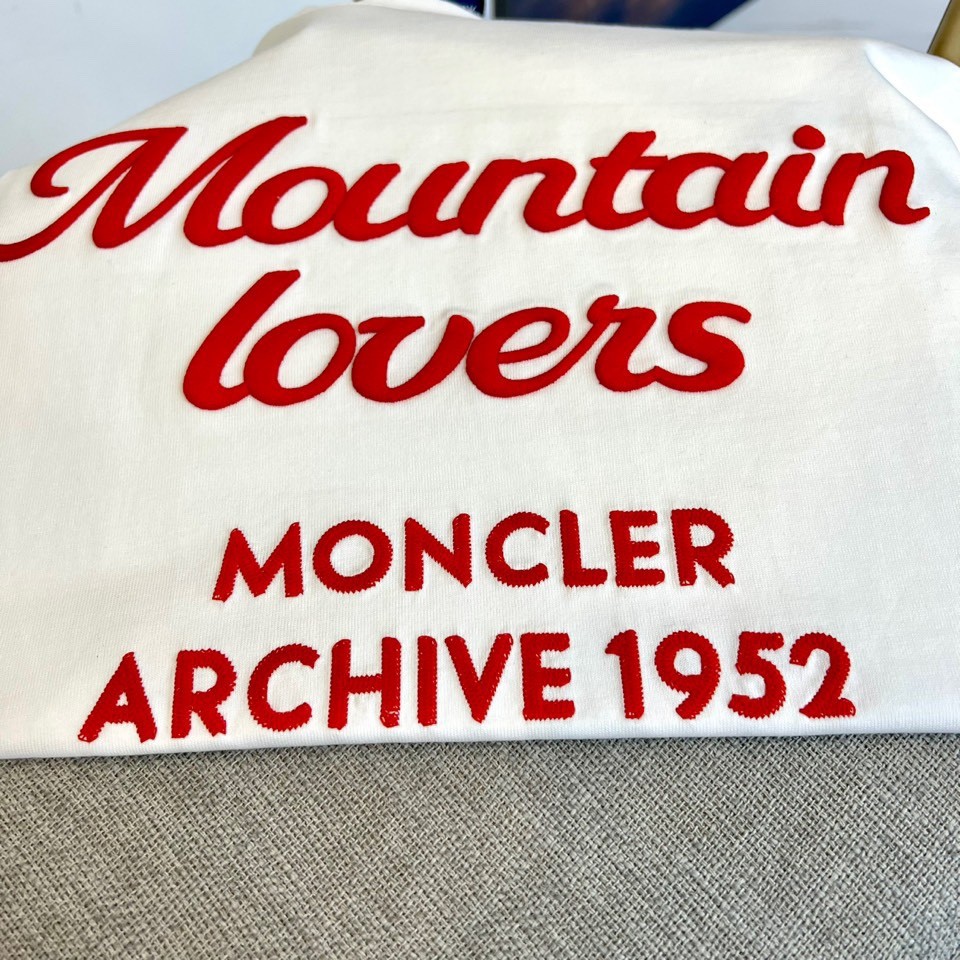 Mountain
lovers
MONCLER
ARCHIVE 1952